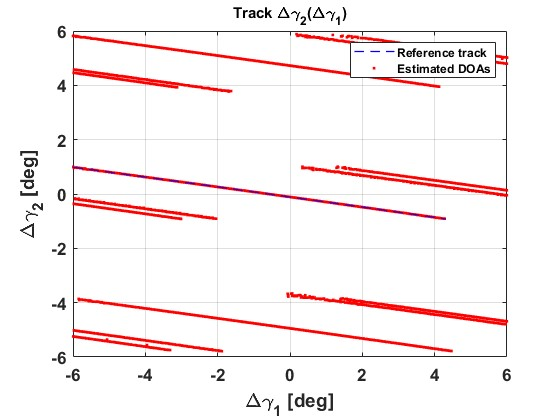 Track Δγ₂(Δγ₁)
Reference track
Estimated DOAs
6
4
2
0
-2
-4
-6
Δγ₂ [deg]
-6 -4 -2 0 2 4 6
Δγ₁ [deg]